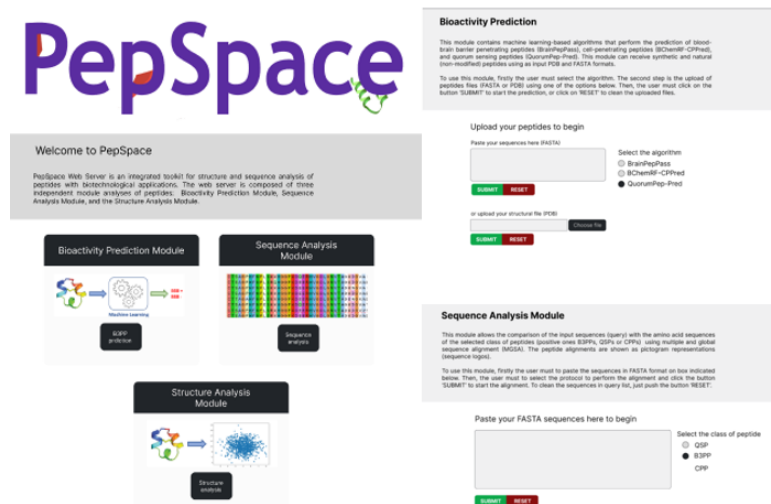 PepSpace
Welcome to PepSpace
PepSpace Web Server is an integrated toolkit for structure and sequence analysis of
peptides with biotechnological applications. The web server is composed of three
independent module analyses of peptides: Bioactivity Prediction Module, Sequence
Analysis Module, and the Structure Analysis Module.
Bioactivity Prediction Module
Machine Learning
B3PP
prediction
Sequence Analysis
Module
Sequence
analysis
Structure Analysis
Module
Structure
analysis
Bioactivity Prediction
This module contains machine learning-based algorithms that perform the prediction of blood-
brain barrier penetrating peptides (BrainPepPass), cell-penetrating peptides (BChemRF-CPPred),
and quorum sensing peptides (QuorumPep-Pred). This module can receive synthetic and natural
(non-modified) peptides using as input PDB and FASTA formats.
To use this module, firstly the user must select the algorithm. The second step is the upload of
peptides files (FASTA or PDB) using one of the options below. Then, the user must click on the
button 'SUBMIT' to start the prediction, or click on 'RESET' to clean the uploaded files.
Upload your peptides to begin
Paste your sequences here (FASTA)
SUBMIT RESET
Select the algorithm
BrainPepPass
BChemRF-CPPred
QuorumPep-Pred
or upload your structural file (PDB)
Choose file
SUBMIT RESET
Sequence Analysis Module
This module allows the comparison of the input sequences (query) with the amino acid sequences
of the selected class of peptides (positive ones B3PPs, QSPs or CPPs) using multiple and global
sequence alignment (MGSA). The peptide alignments are shown as pictogram representations
(sequence logos).
To use this module, firstly the user must to paste the sequences in FASTA format on box indicated
below. Then, the user must to select the protocol to perform the alignment and click the button
'SUBMIT' to start the alignment. To clean the sequences in query list, just push the button 'RESET'.
Paste your FASTA sequences here to begin
Select the class of peptide
QSP
B3PP
CPP
SUBMIT RESET